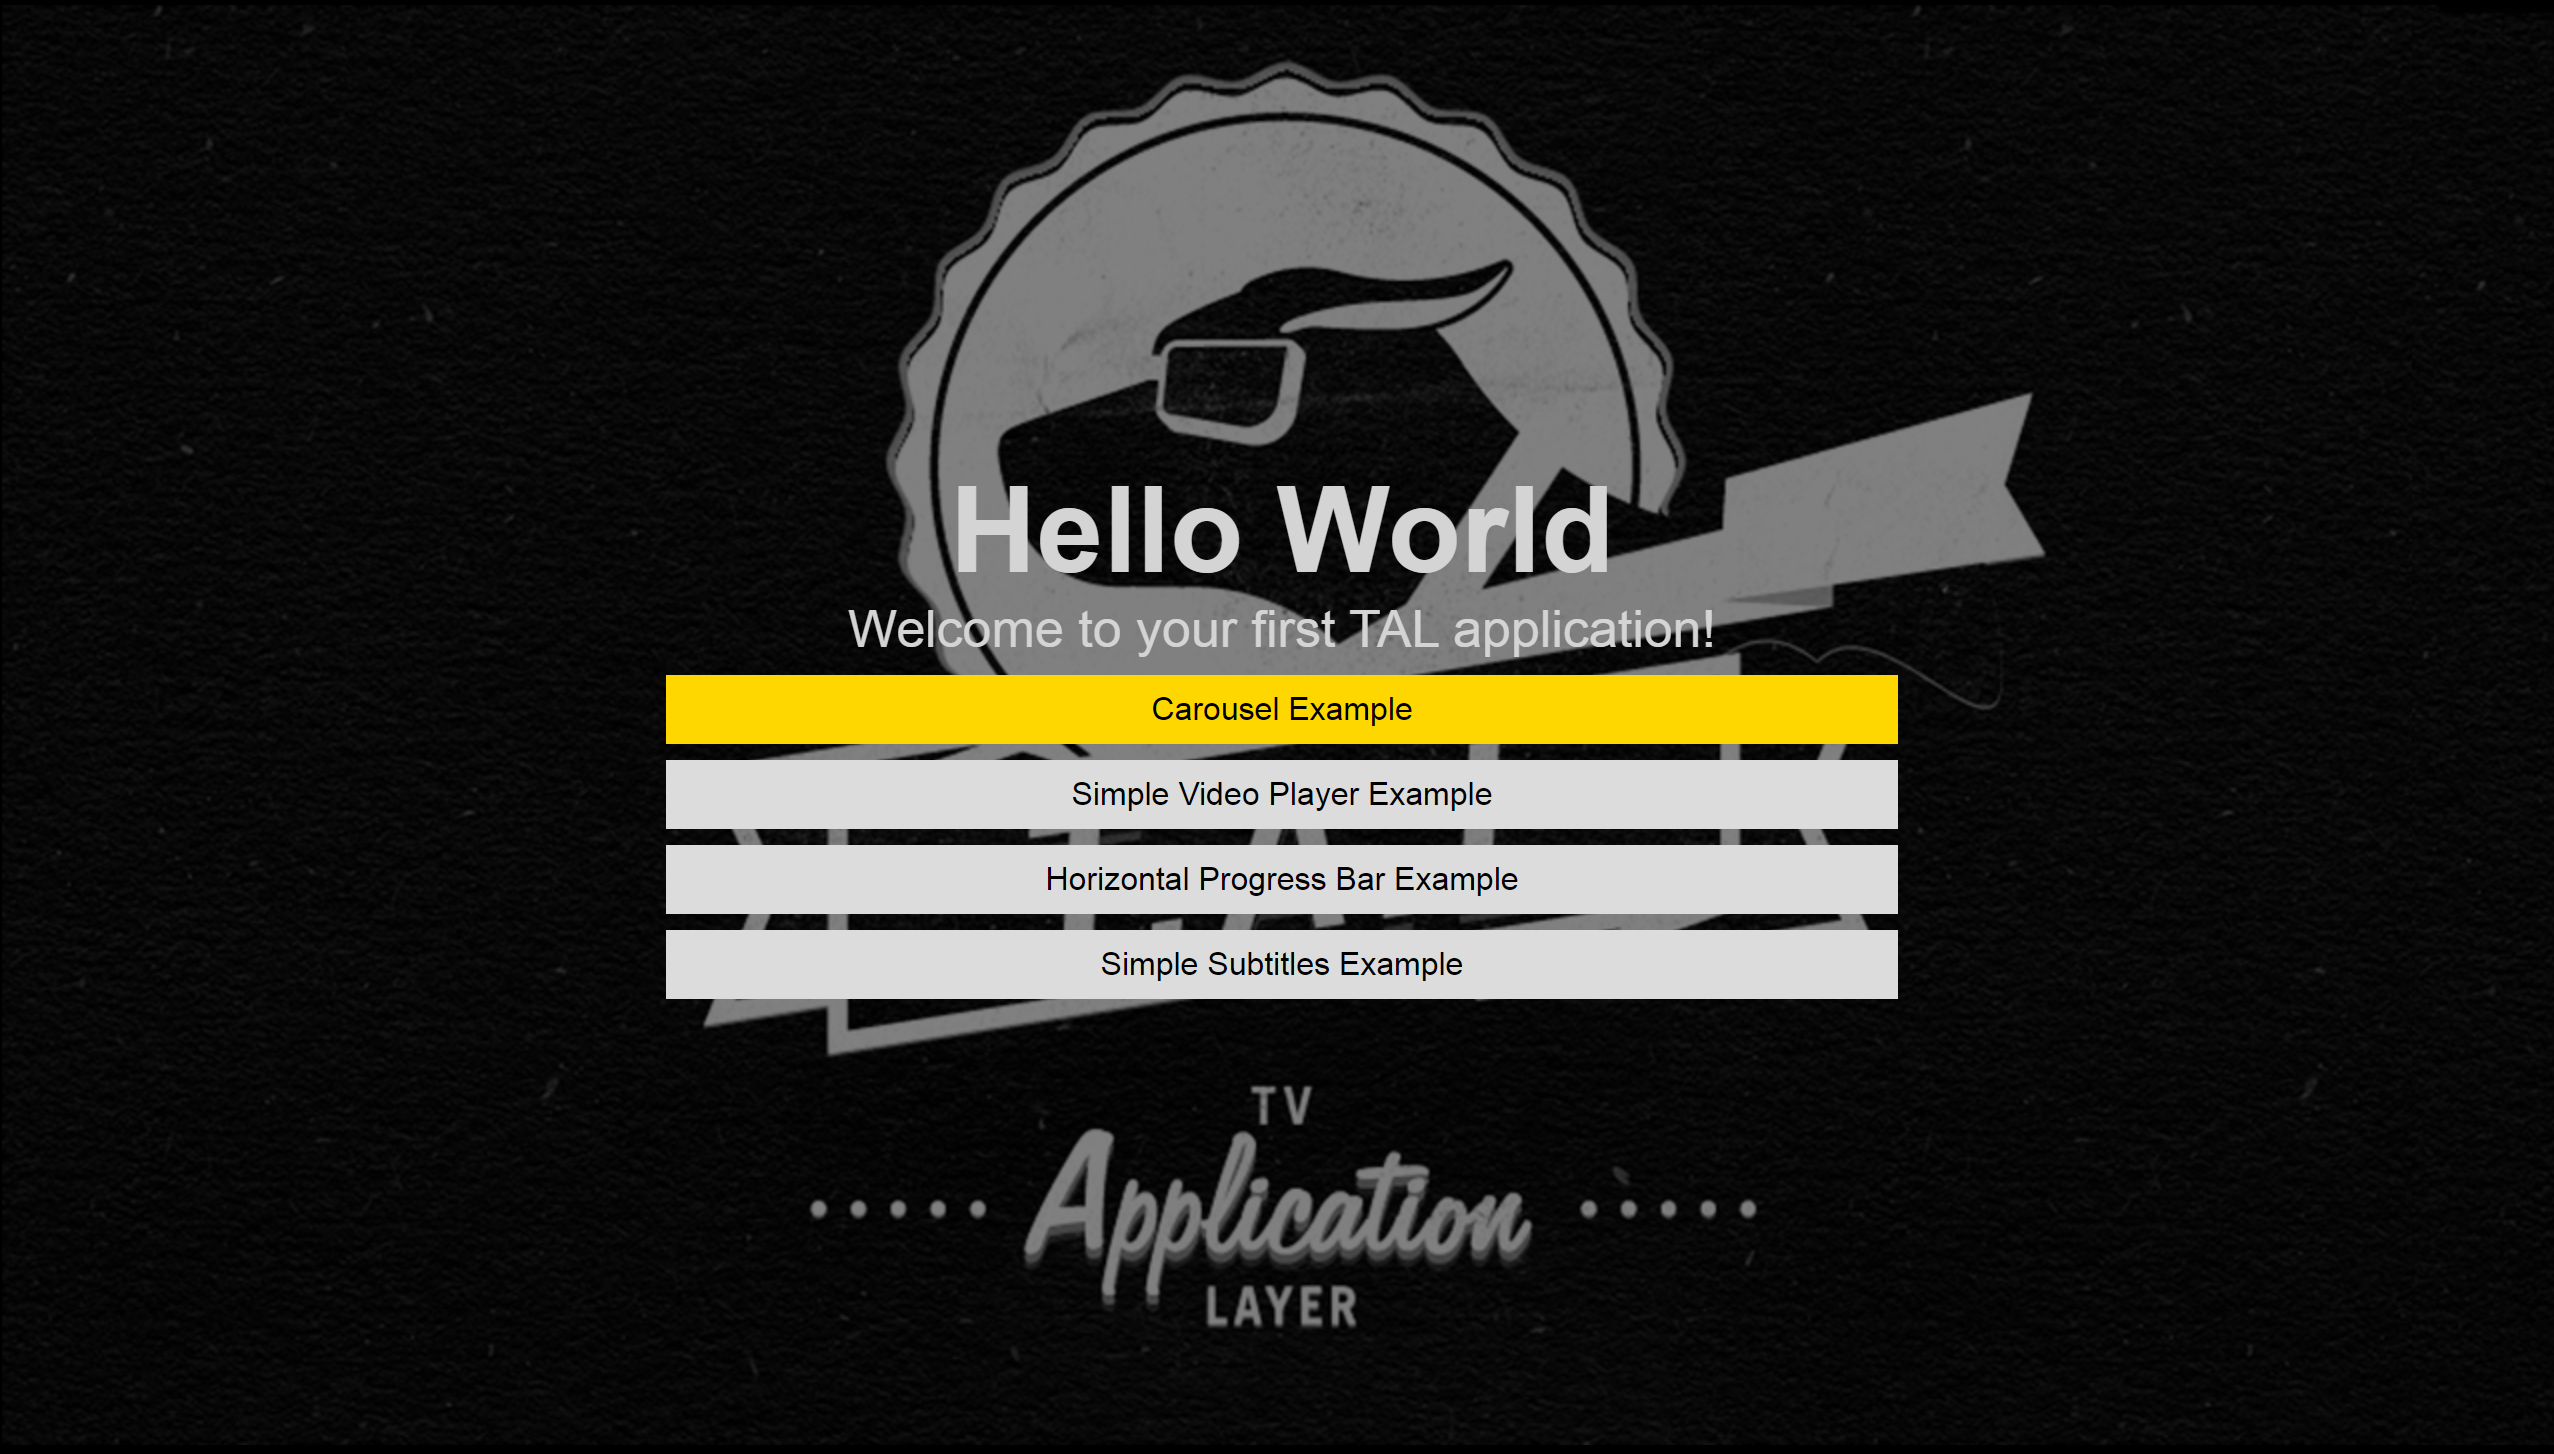 Hello World
Welcome to your first TAL application!
Carousel Example
Simple Video Player Example
Horizontal Progress Bar Example
Simple Subtitles Example
TV
Application
LAYER